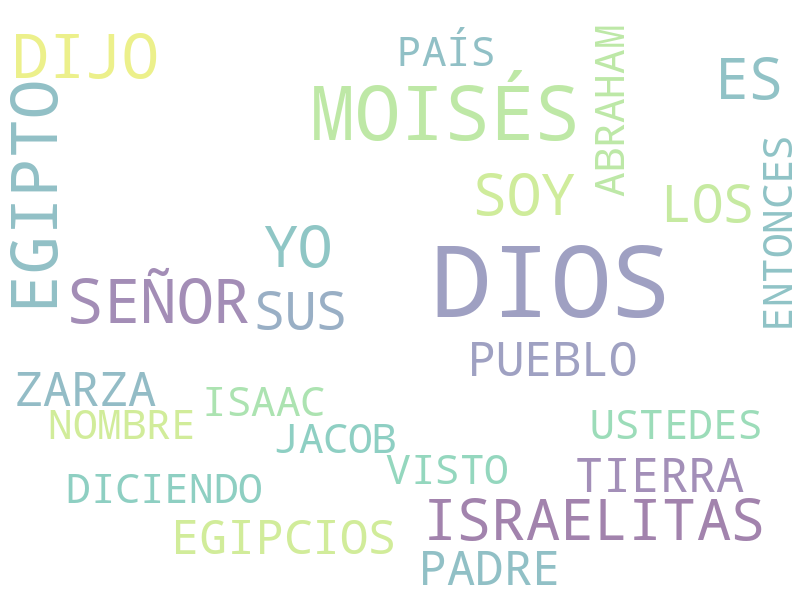 DIJO
PAÍS
ABRAHAM
ES
MOISÉS
EGIPTO
ENTONCES
SOY
LOS
YO
DIOS
SEÑOR
SUS
PUEBLO
ZARZA
ISAAC
NOMBRE
USTEDES
JACOB
VISTO
TIERRA
DICIENDO
ISRAELITAS
EGIPCIOS
PADRE